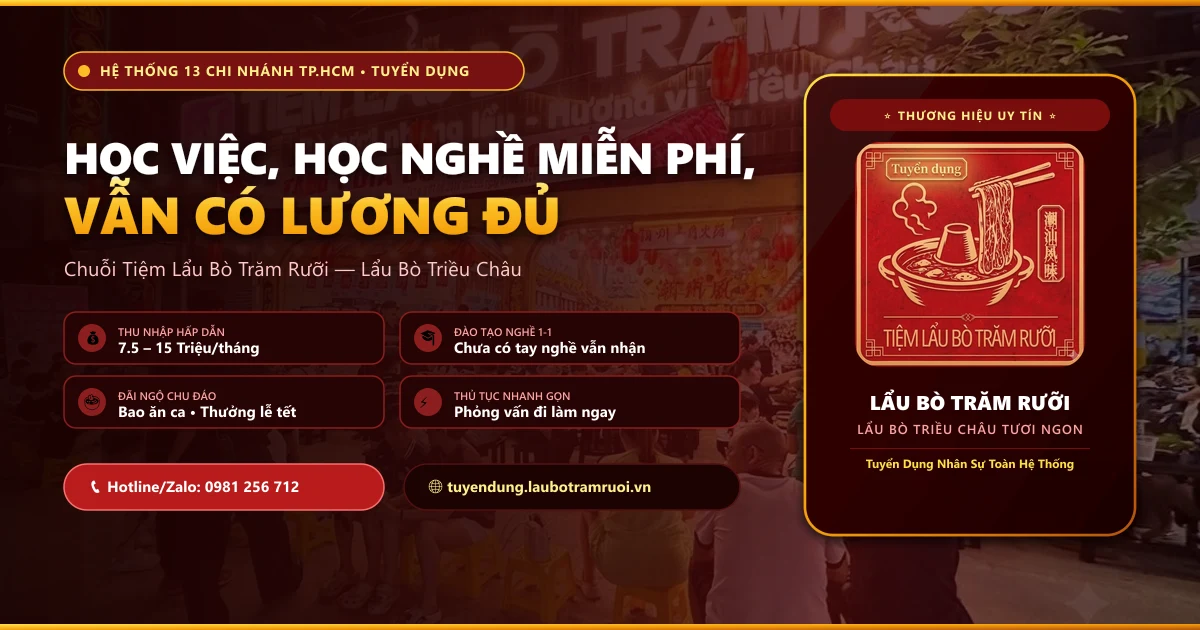 HỆ THỐNG 13 CHI NHÁNH TP.HCM • TUYỂN DỤNG
HỌC VIỆC, HỌC NGHỀ MIỄN PHÍ,
VẪN CÓ LƯƠNG ĐỦ
Chuỗi Tiệm Lẩu Bò Trăm Rưỡi — Lẩu Bò Triều Châu
THU NHẬP HẤP DẪN
7.5 – 15 Triệu/tháng
ĐÀO TẠO NGHỀ 1-1
Chưa có tay nghề vẫn nhận
ĐÃI NGỘ CHU ĐÁO
Bao ăn ca • Thưởng lễ tết
THỦ TỤC NHANH GỌN
Phỏng vấn đi làm ngay
Hotline/Zalo: 0981 256 712
tuyendung.laubotramruoi.vn
⭐ THƯƠNG HIỆU UY TÍN ⭐
Tuyển dụng
潮汕風味
TIỆM LẨU BÒ TRĂM RƯỠI
LẨU BÒ TRĂM RƯỠI
LẨU BÒ TRIỀU CHÂU TƯƠI NGON
Tuyển Dụng Nhân Sự Toàn Hệ Thống